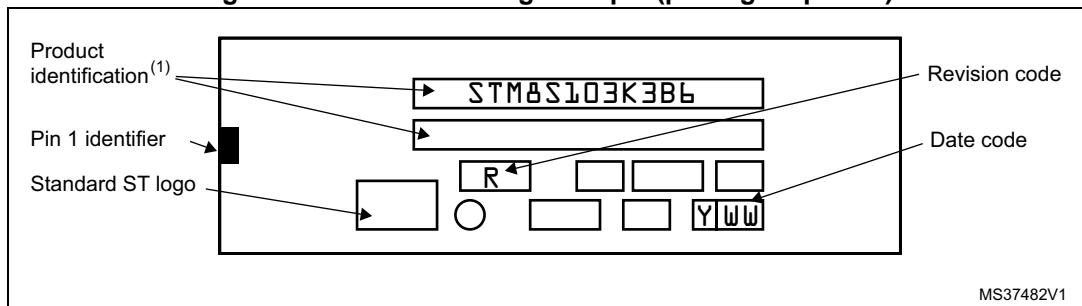 Product
identification(1)
STM8S103K3B6
Revision code
Pin 1 identifier
Date code
R
Standard ST logo
Y WW
MS37482V1